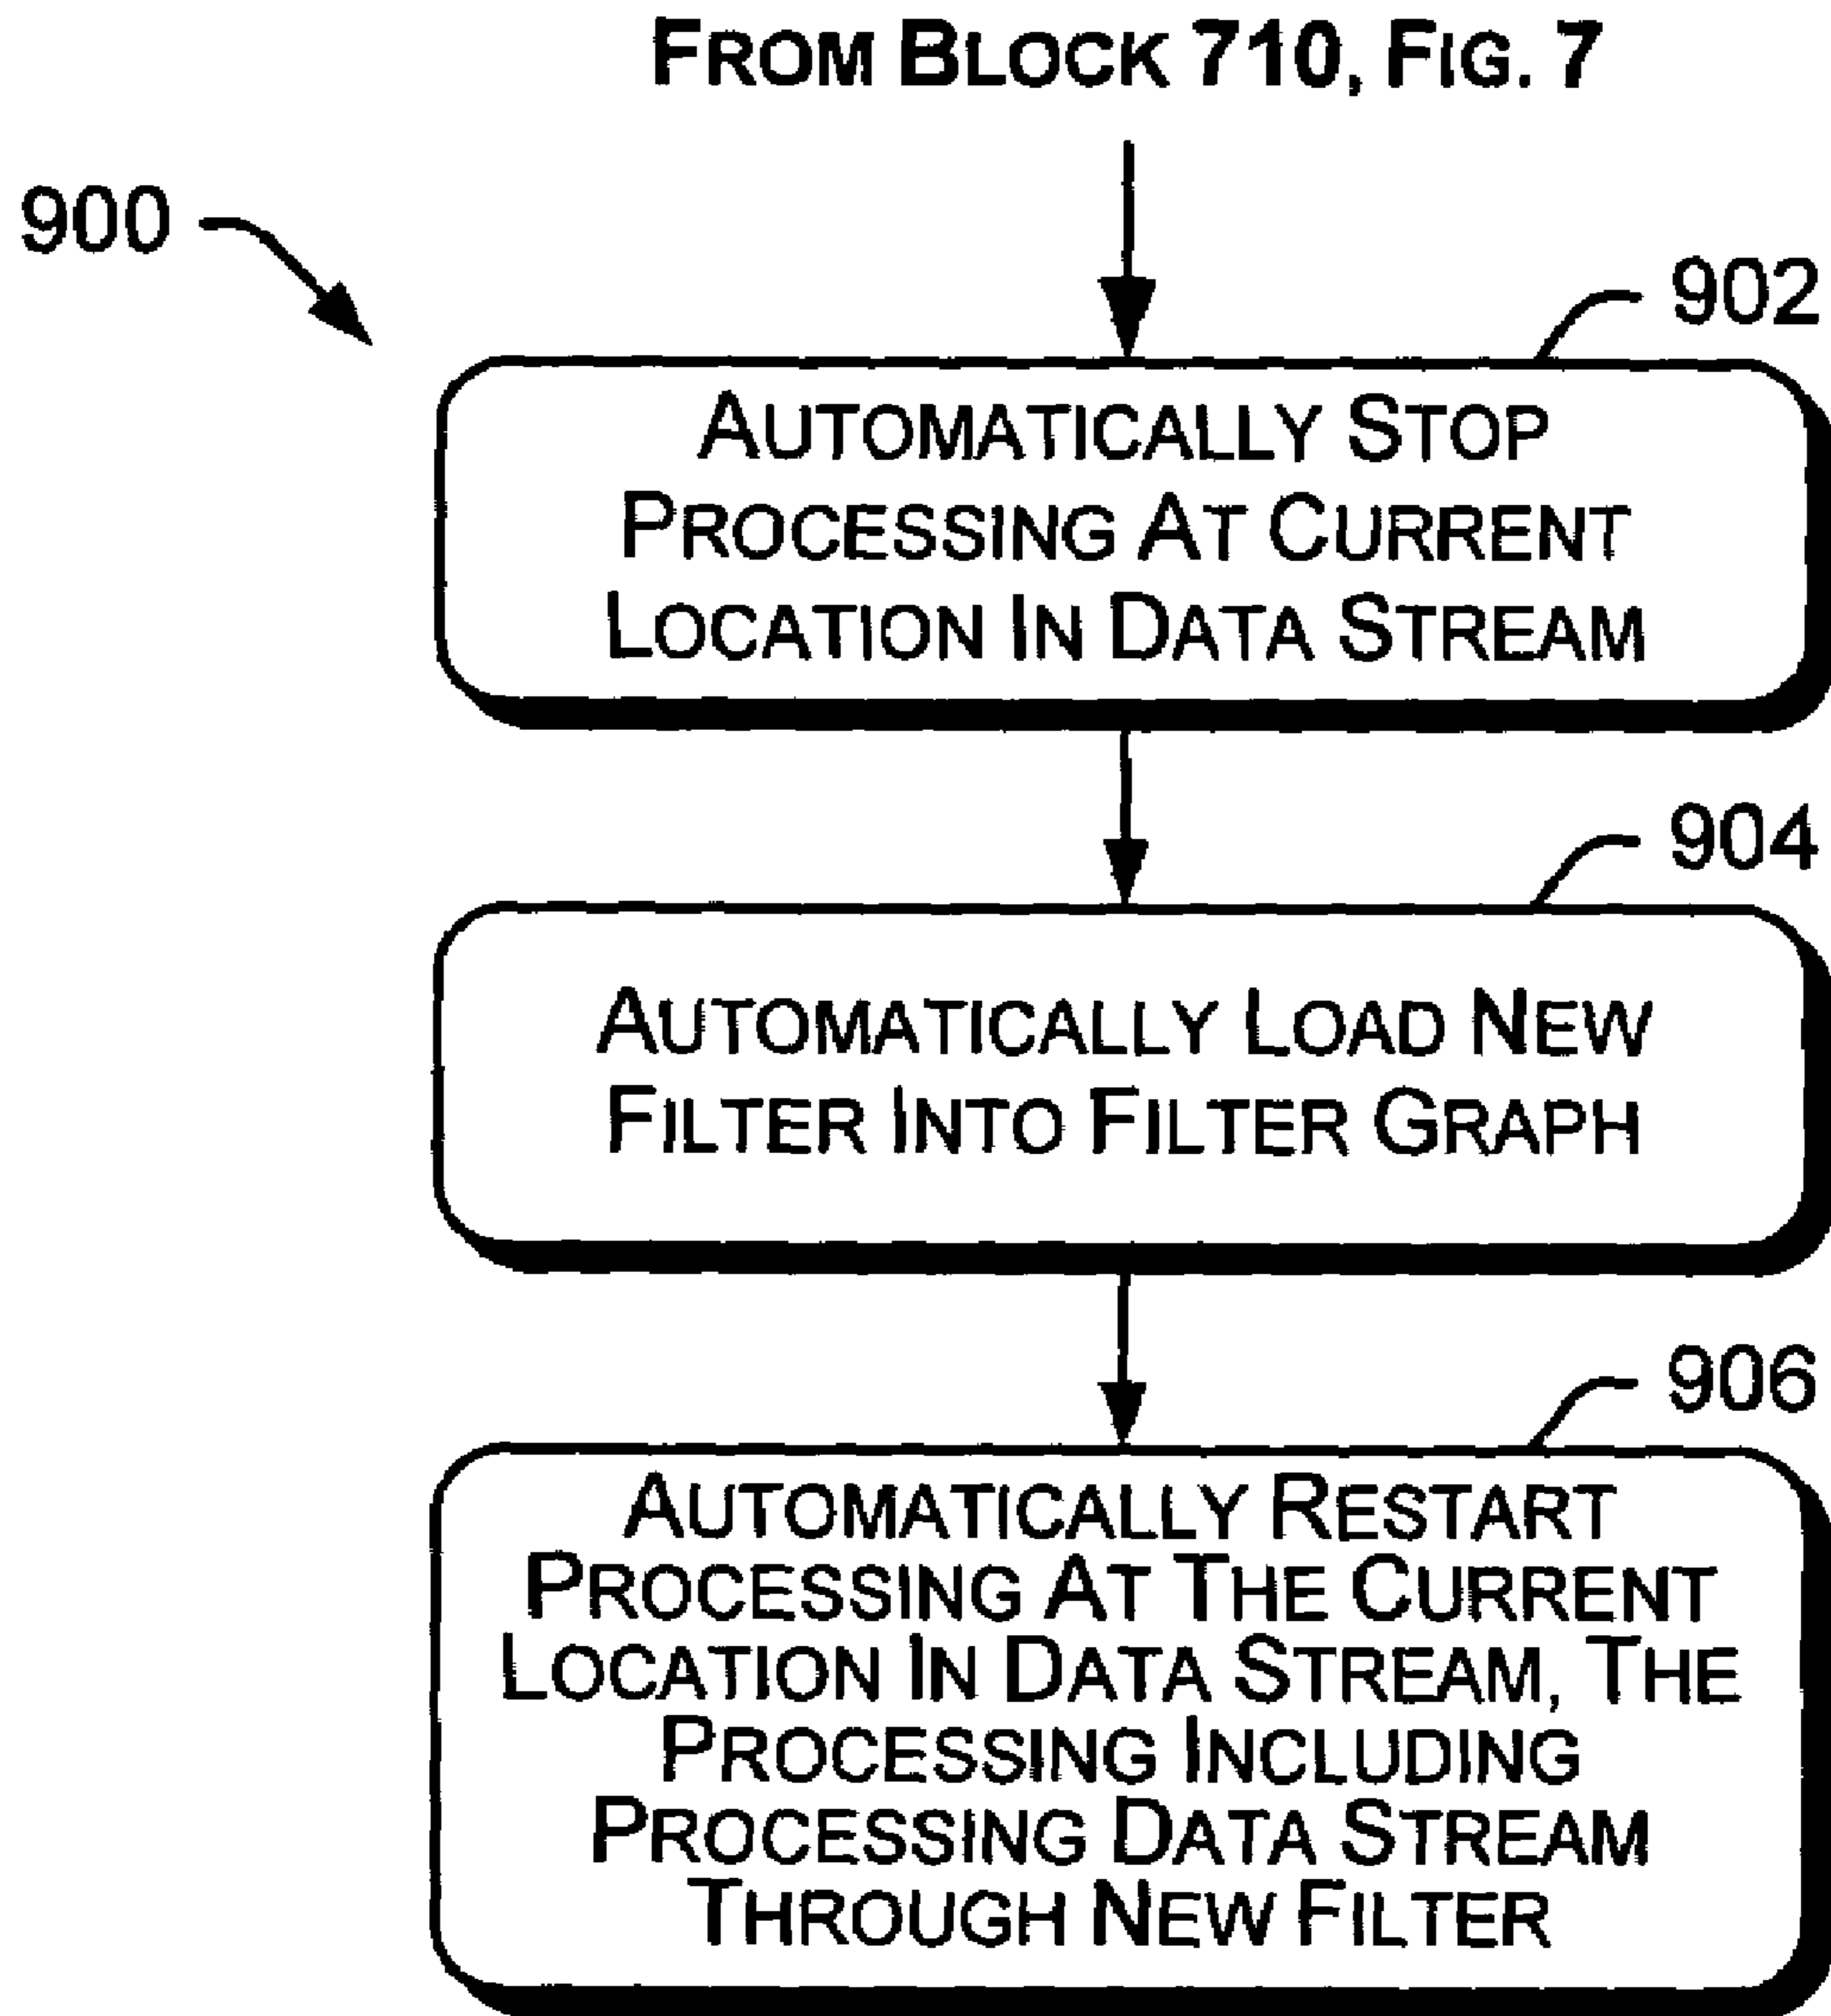 FROM BLOCK 710, FIG. 7
900
902
AUTOMATICALLY STOP
PROCESSING AT CURRENT
LOCATION IN DATA STREAM
904
AUTOMATICALLY LOAD NEW
FILTER INTO FILTER GRAPH
906
AUTOMATICALLY RESTART
PROCESSING AT THE CURRENT
LOCATION IN DATA STREAM, THE
PROCESSING INCLUDING
PROCESSING DATA STREAM
THROUGH NEW FILTER